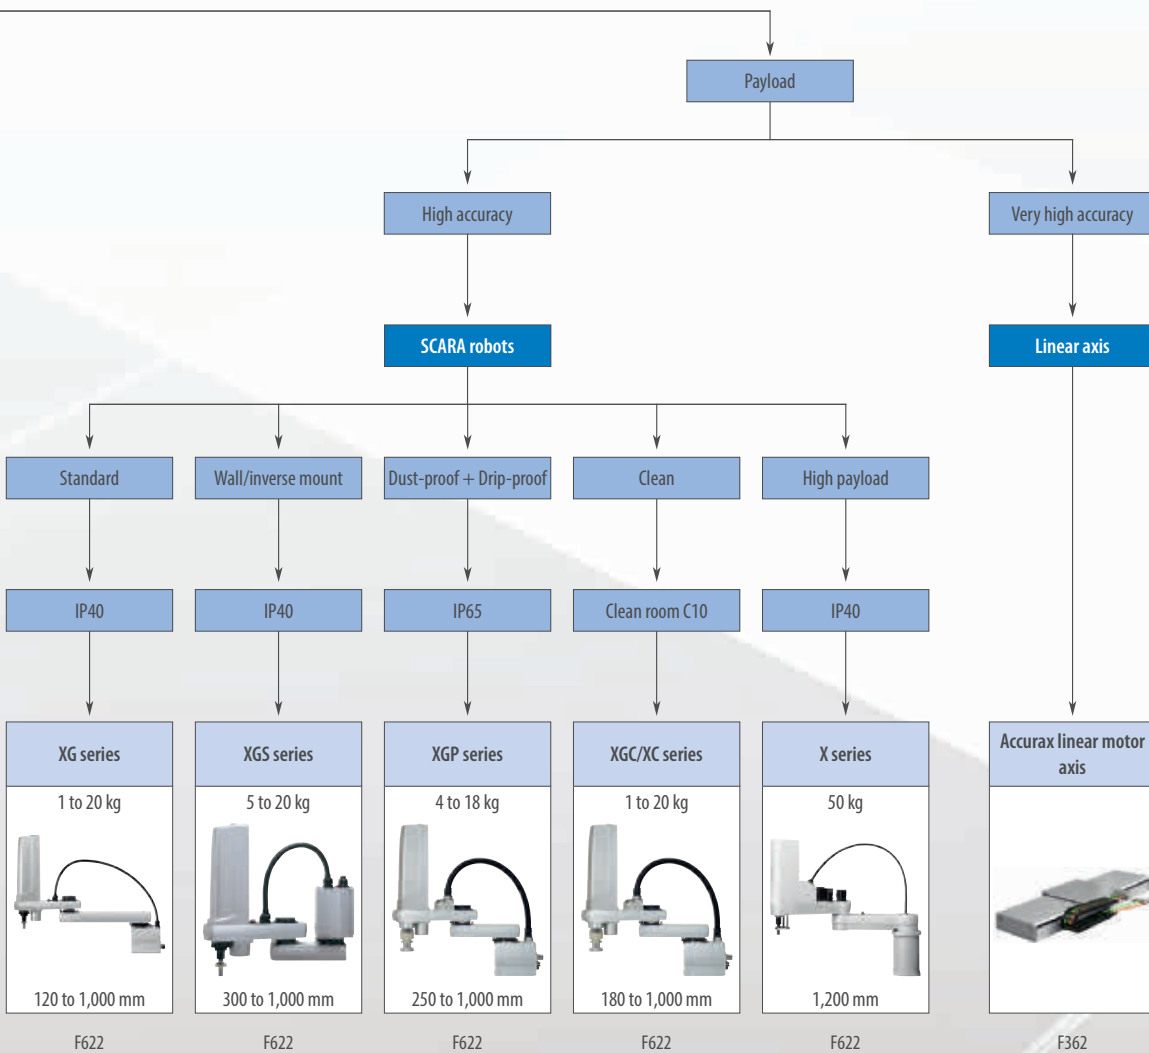 Payload
High accuracy
Very high accuracy
SCARA robots
Linear axis
Standard
Wall/inverse mount
Dust-proof + Drip-proof
Clean
High payload
IP40
IP40
IP65
Clean room C10
IP40
XG series
XGS series
XGP series
XGC/XC series
X series
Accurax linear motor
axis
1 to 20 kg
5 to 20 kg
4 to 18 kg
1 to 20 kg
50 kg
120 to 1,000 mm
300 to 1,000 mm
250 to 1,000 mm
180 to 1,000 mm
1,200 mm
F622
F622
F622
F622
F622
F362